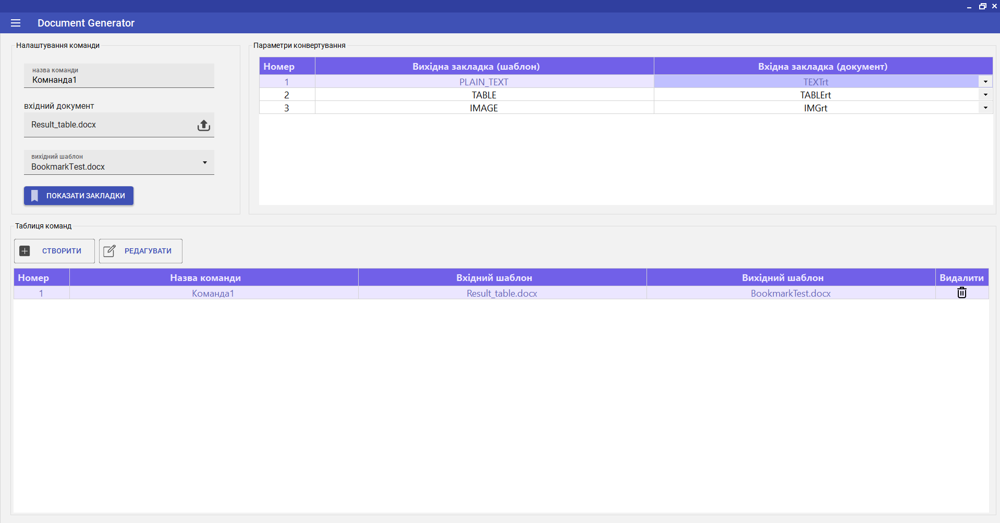 Document Generator
Налаштування команди
назва команди
Комнанда1
вхідний документ
Result_table.docx
вихідний шаблон
BookmarkTest.docx
ПОКАЗАТИ ЗАКЛАДКИ
Параметри конвертування
Номер Вихідна закладка (шаблон) Вхідна закладка (документ)
1 PLAIN_TEXT TEXTrt
2 TABLE TABLErt
3 IMAGE IMGrt
Таблиця команд
СТВОРИТИ РЕДАГУВАТИ
Номер Назва команди Вхідний шаблон Вихідний шаблон Видалити
1 Команда1 Result_table.docx BookmarkTest.docx